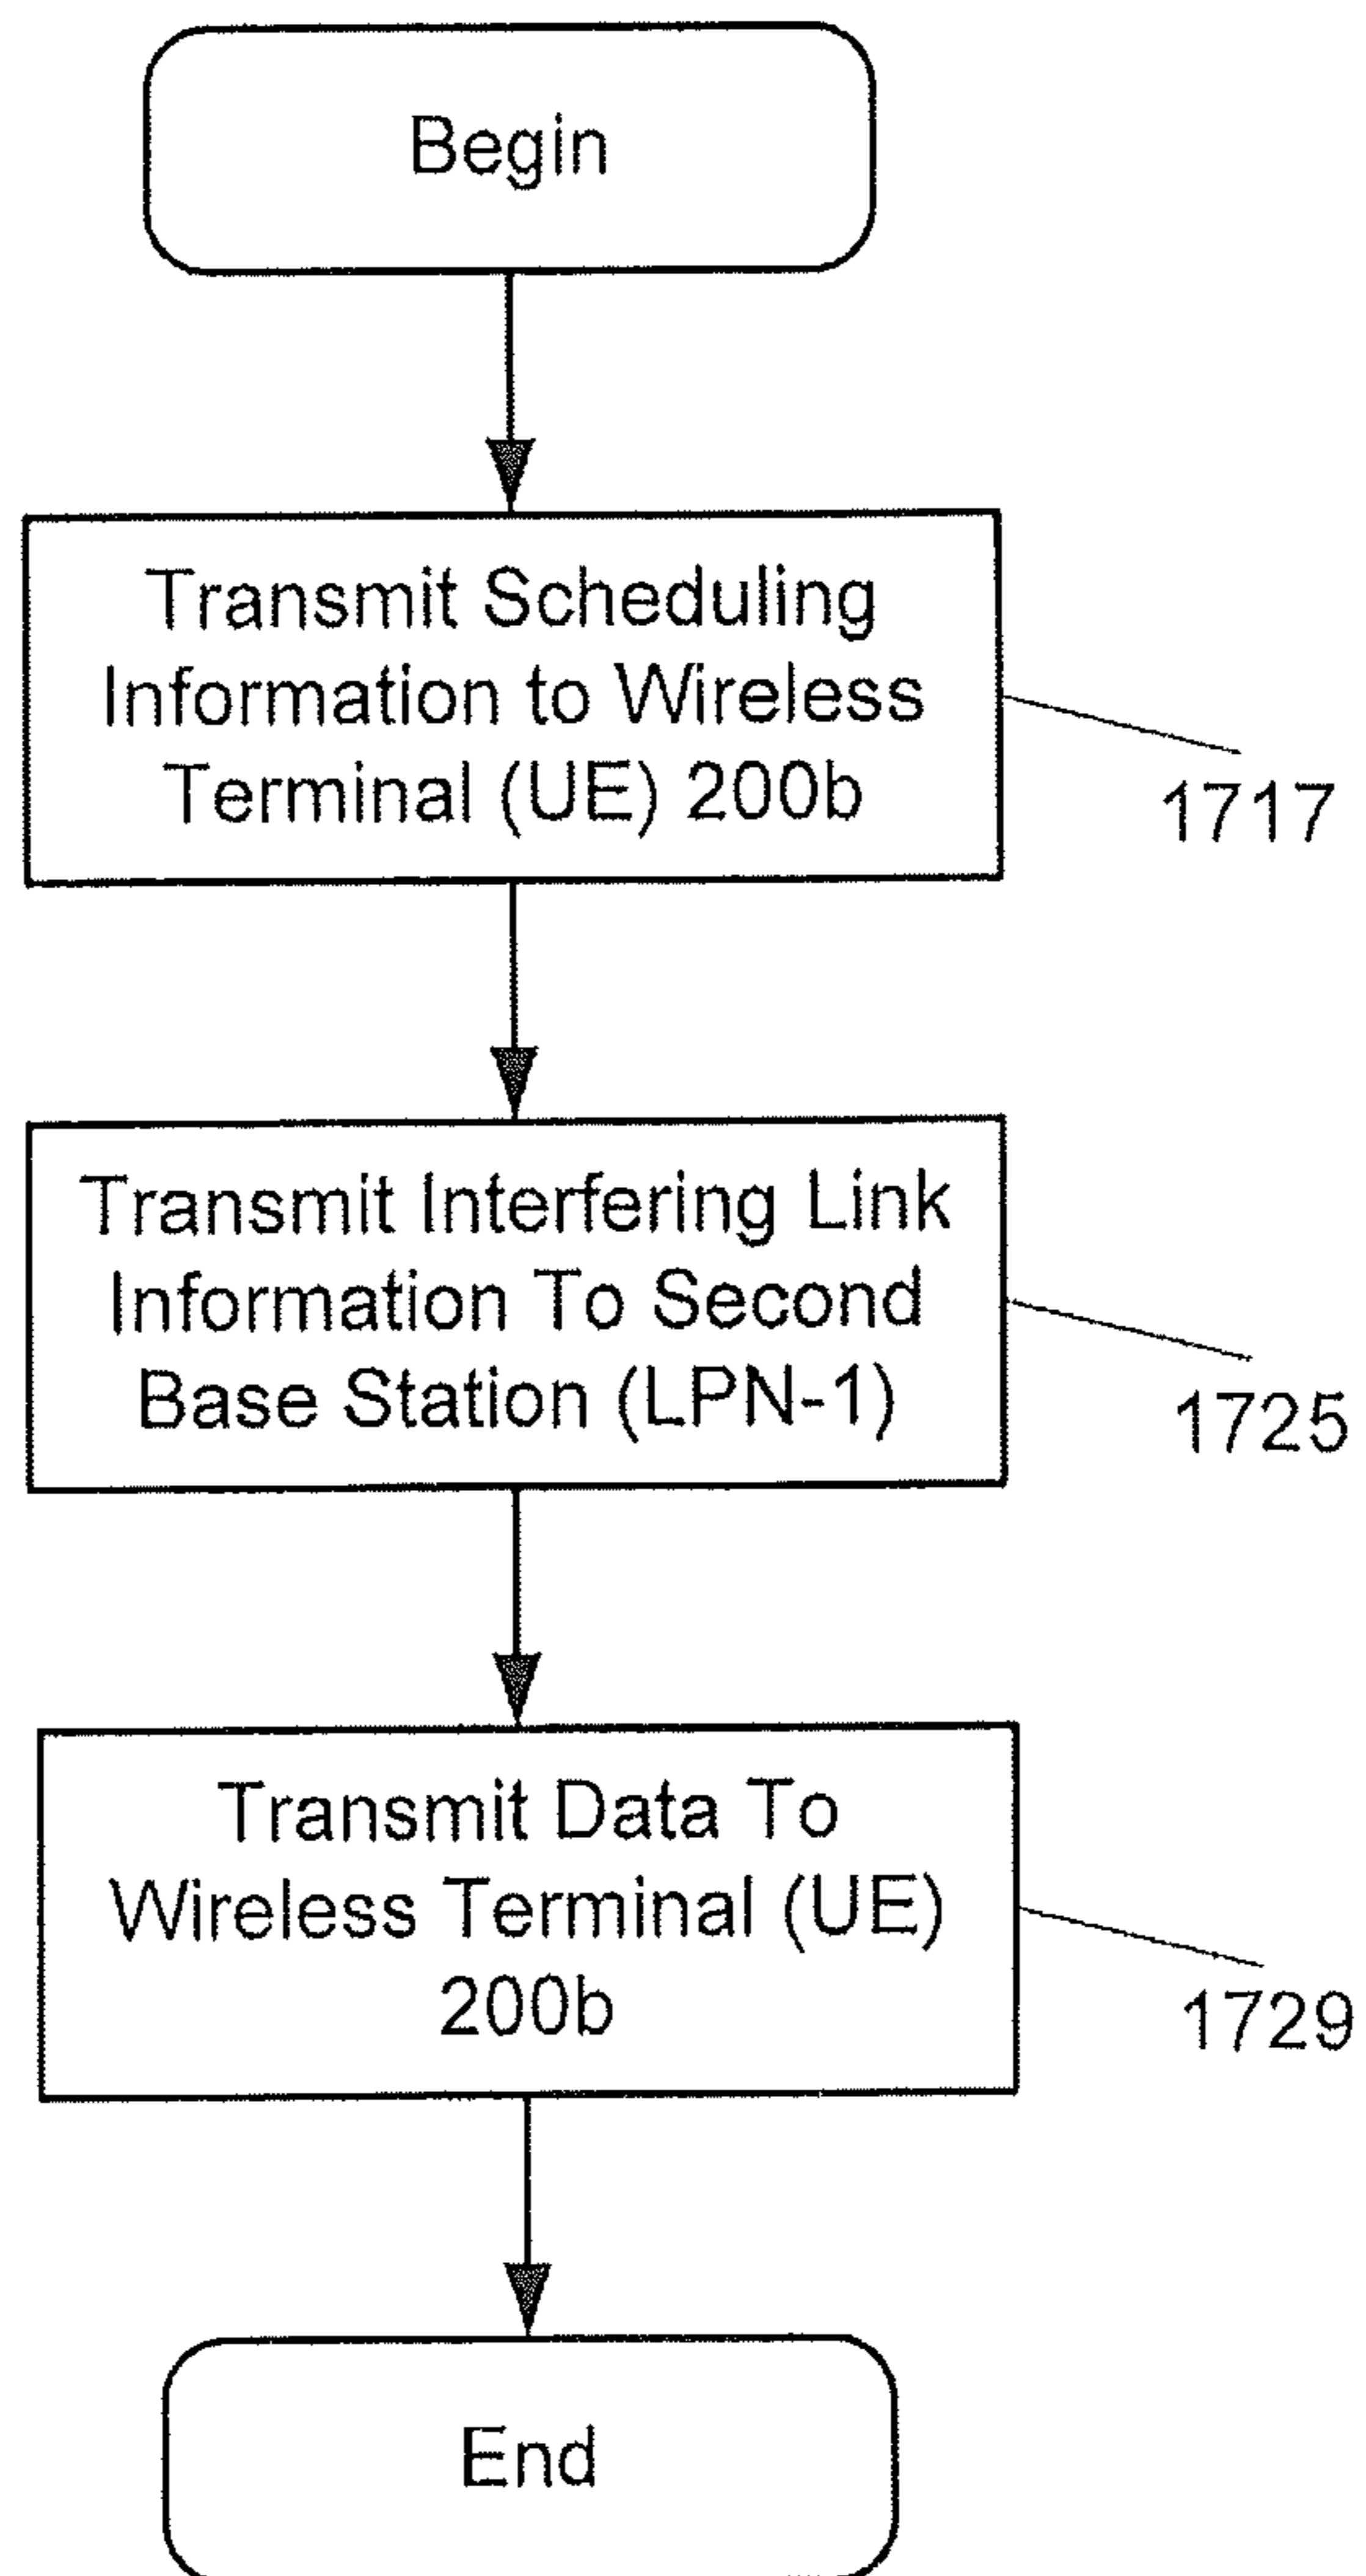 Begin
Transmit Scheduling
Information to Wireless
Terminal (UE) 200b
1717
Transmit Interfering Link
Information To Second
Base Station (LPN-1)
1725
Transmit Data To
Wireless Terminal (UE)
200b
1729
End